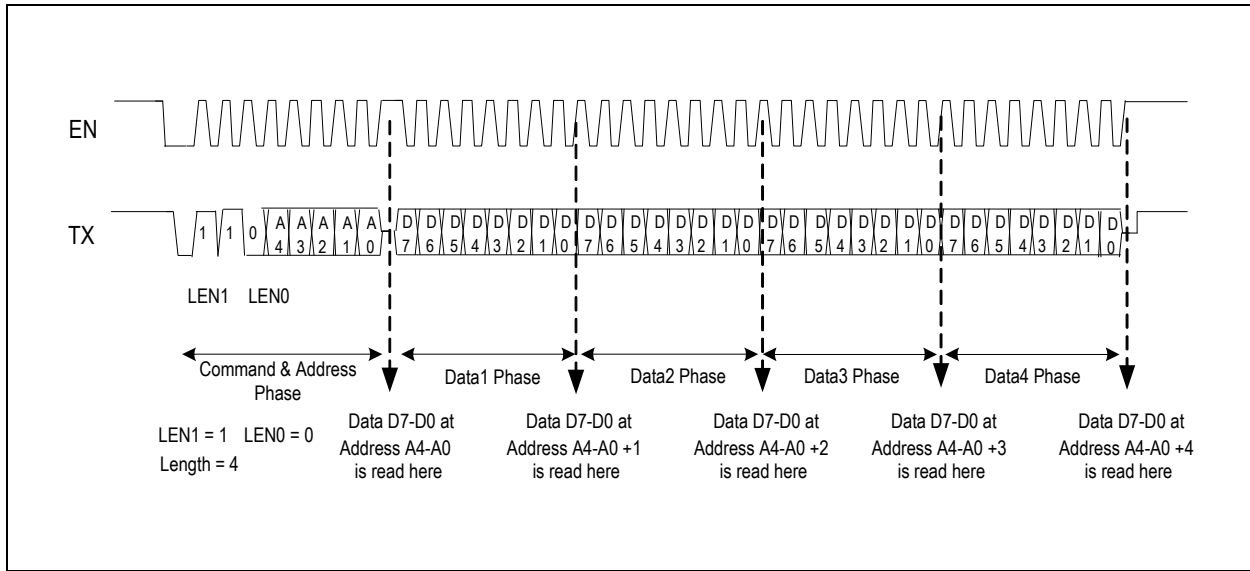 EN
TX
1 1 0 A4 A3 A2 A1 A0 D7 D6 D5 D4 D3 D2 D1 D0 D7 D6 D5 D4 D3 D2 D1 D0 D7 D6 D5 D4 D3 D2 D1 D0 D7 D6 D5 D4 D3 D2 D1 D0
LEN1 LEN0
Command & Address
Phase
Data1 Phase
Data2 Phase
Data3 Phase
Data4 Phase
LEN1 = 1 LEN0 = 0
Length = 4
Data D7-D0 at
Address A4-A0
is read here
Data D7-D0 at
Address A4-A0 +1
is read here
Data D7-D0 at
Address A4-A0 +2
is read here
Data D7-D0 at
Address A4-A0 +3
is read here
Data D7-D0 at
Address A4-A0 +4
is read here